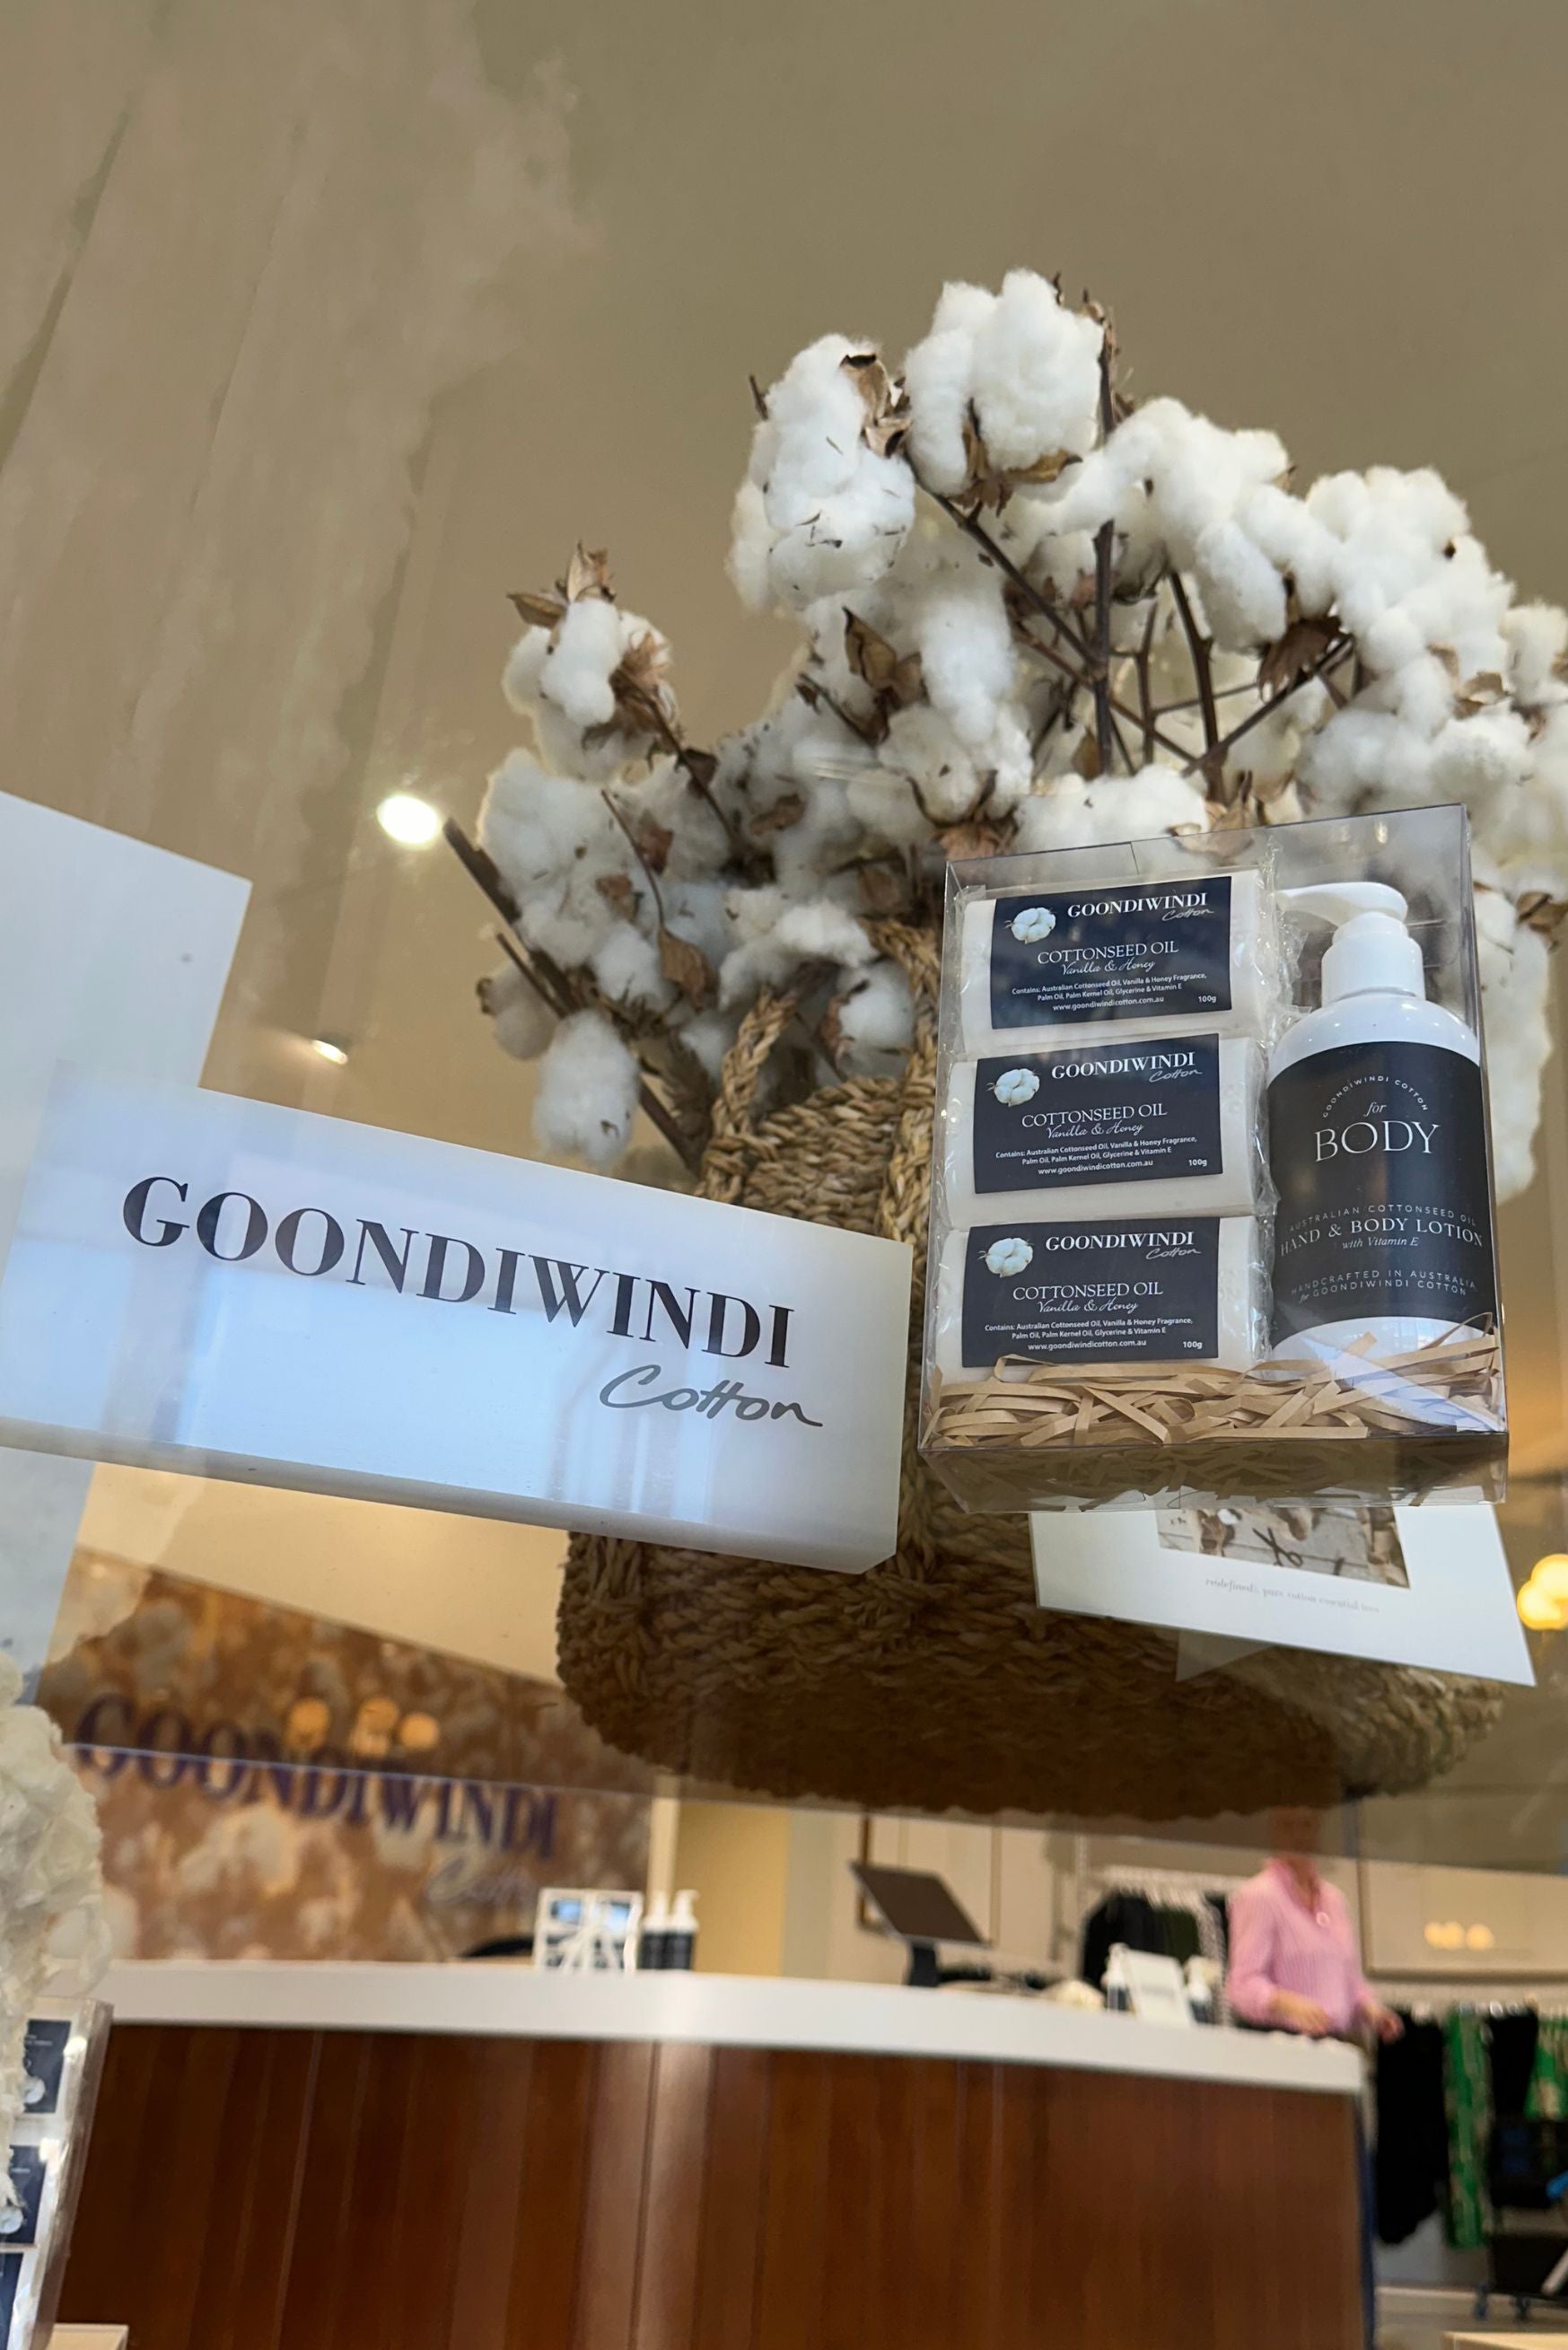 GOONDIWINDI
Cotton
GOONDIWINDI
Cotton
COTTONSEED OIL
Vanilla & Honey
Contains: Australian Cottonseed Oil, Vanilla & Honey Fragrance,
Palm Oil, Palm Kernel Oil, Glycerine & Vitamin E
www.goondiwindicotton.com.au 100g
GOONDIWINDI
Cotton
COTTONSEED OIL
Vanilla & Honey
Contains: Australian Cottonseed Oil, Vanilla & Honey Fragrance,
Palm Oil, Palm Kernel Oil, Glycerine & Vitamin E
www.goondiwindicotton.com.au 100g
GOONDIWINDI
Cotton
COTTONSEED OIL
Vanilla & Honey
Contains: Australian Cottonseed Oil, Vanilla & Honey Fragrance,
Palm Oil, Palm Kernel Oil, Glycerine & Vitamin E
www.goondiwindicotton.com.au 100g
GOONDIWINDI COTTON
for
BODY
AUSTRALIAN COTTONSEED OIL
HAND & BODY LOTION
with Vitamin E
HANDCRAFTED IN AUSTRALIA
for GOONDIWINDI COTTON
pure cotton
GOONDIWINDI
Cotton